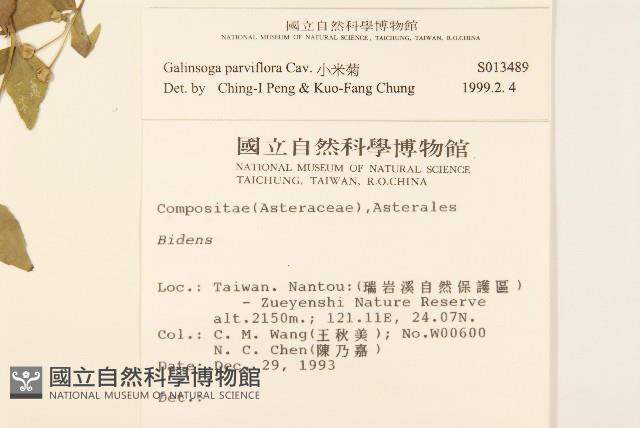 國立自然科學博物館
NATIONAL MUSEUM OF NATURAL SCIENCE, TAICHUNG, TAIWAN, R.O.CHINA
Galinsoga parviflora Cav. 小米菊 S013489
Det. by Ching-I Peng & Kuo-Fang Chung 1999.2. 4
國立自然科學博物館
NATIONAL MUSEUM OF NATURAL SCIENCE
TAICHUNG, TAIWAN, R.O.CHINA
Compositae(Asteraceae),Asterales
Bidens
Loc.: Taiwan. Nantou:(瑞岩溪自然保護區)
- Zueyenshi Nature Reserve
alt.2150m.; 121.11E, 24.07N.
Col.: C. M. Wang(王秋美); No.W00600
N. C. Chen(陳乃嘉)
Date: Dec. 29, 1993
Det.:
國立自然科學博物館
NATIONAL MUSEUM OF NATURAL SCIENCE